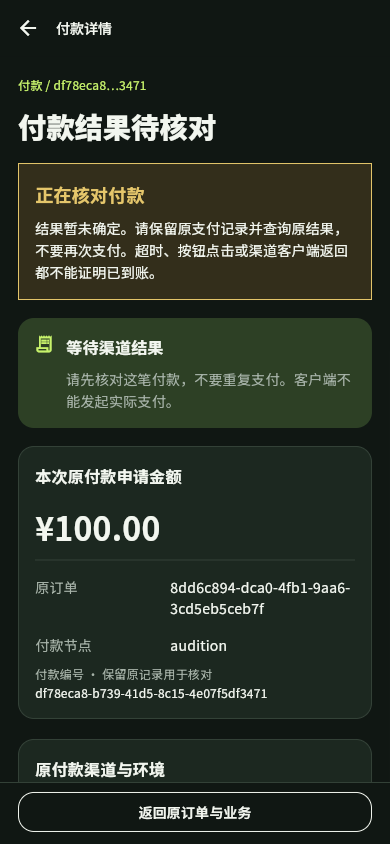 付款详情
付款 / df78eca8...3471
付款结果待核对
正在核对付款
结果暂未确定。请保留原支付记录并查询原结果，
不要再次支付。超时、按钮点击或渠道客户端返回
都不能证明已到账。
等待渠道结果
请先核对这笔付款，不要重复支付。客户端不
能发起实际支付。
本次原付款申请金额
¥100.00
原订单
8dd6c894-dca0-4fb1-9aa6-
3cd5eb5ceb7f
付款节点
audition
付款编号 · 保留原记录用于核对
df78eca8-b739-41d5-8c15-4e07f5df3471
原付款渠道与环境
返回原订单与业务